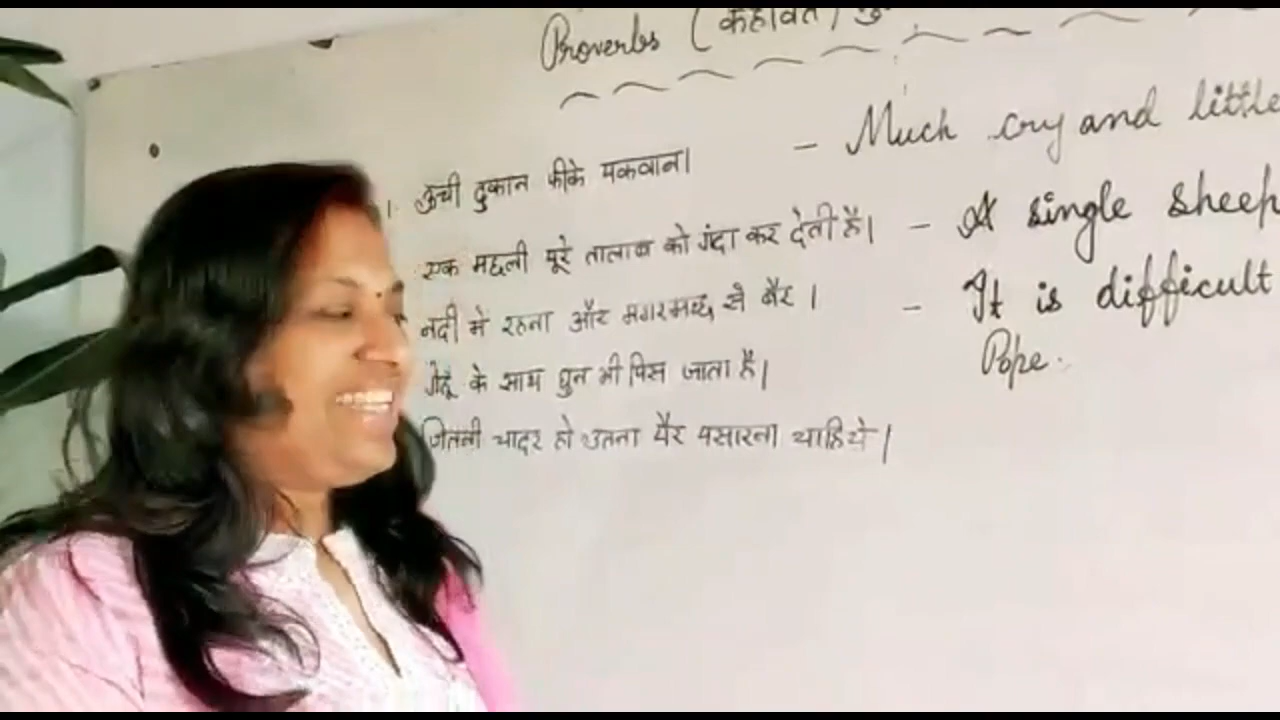 Proverbs (कहावत)
1. ऊंची दुकान फीके पकवान। - Much cry and little
एक मछली पूरे तालाब को गंदा कर देती है। - A single sheep
नदी में रहना और मगरमच्छ से बैर। - It is difficult
Pope.
गेहूं के साथ घुन भी पिस जाता है।
जितनी चादर हो उतना पैर पसारना चाहिये।